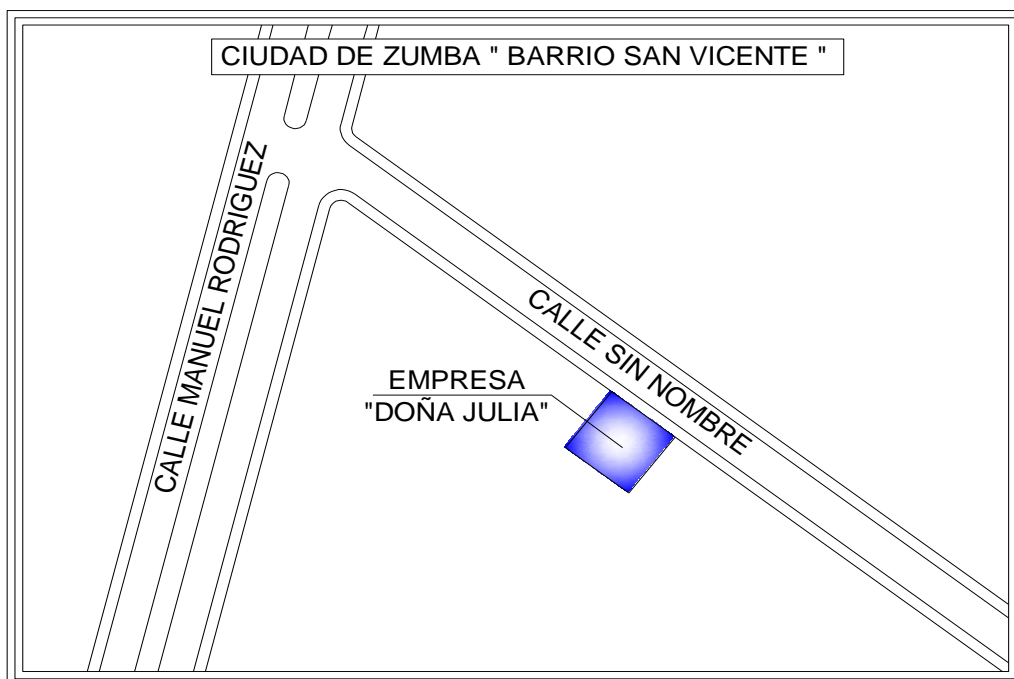 CIUDAD DE ZUMBA " BARRIO SAN VICENTE "
CALLE MANUEL RODRIGUEZ
CALLE SIN NOMBRE
EMPRESA
"DOÑA JULIA"